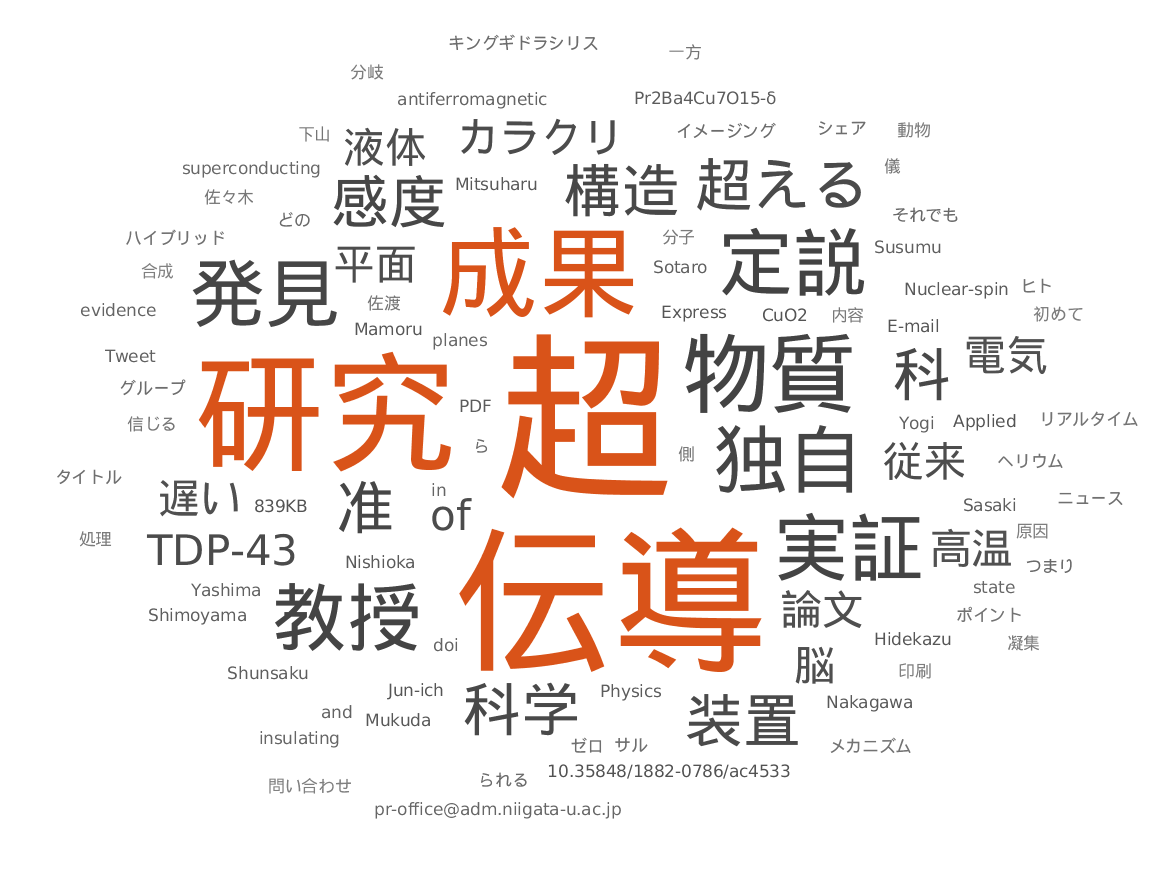 キングギドラシリス
一方
分岐
antiferromagnetic
Pr2Ba4Cu7O15-δ
下山
液体
カラクリ
イメージング
シェア
動物
superconducting
感度
Mitsuharu
構造
超える
儀
佐々木
どの
それでも
ハイブリッド
平面
成果
分子
定説
Susumu
合成
発見
Sotaro
佐渡
Nuclear-spin
ヒト
evidence
Mamoru
planes
Express
CuO2
内容
E-mail
初めて
Tweet
超
物質
科
電気
グループ
研究
PDF
信じる
ら
側
独自
Yogi
Applied
リアルタイム
従来
ヘリウム
タイトル
遅い
839KB
准
in
of
Sasaki
ニュース
処理
TDP-43
Nishioka
伝導
実証
高温
原因
つまり
Yashima
Shimoyama
教授
doi
論文
state
ポイント
Hidekazu
凝集
Shunsaku
Jun-ich
脳
印刷
and
Mukuda
科学
Physics
装置
Nakagawa
insulating
ゼロ
サル
メカニズム
問い合わせ
られる
10.35848/1882-0786/ac4533
pr-office@adm.niigata-u.ac.jp